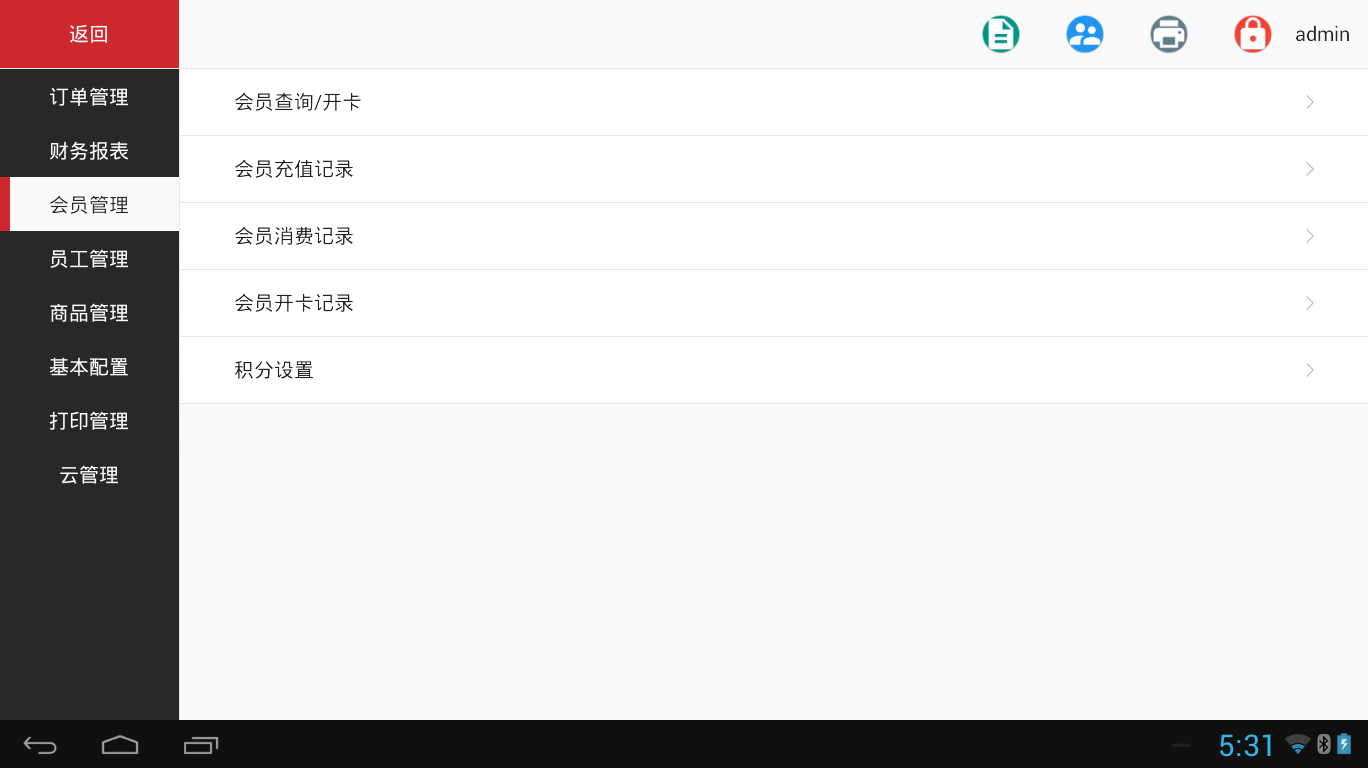 返回
admin
订单管理
财务报表
会员管理
员工管理
商品管理
基本配置
打印管理
云管理
会员查询/开卡
会员充值记录
会员消费记录
会员开卡记录
积分设置
5:31